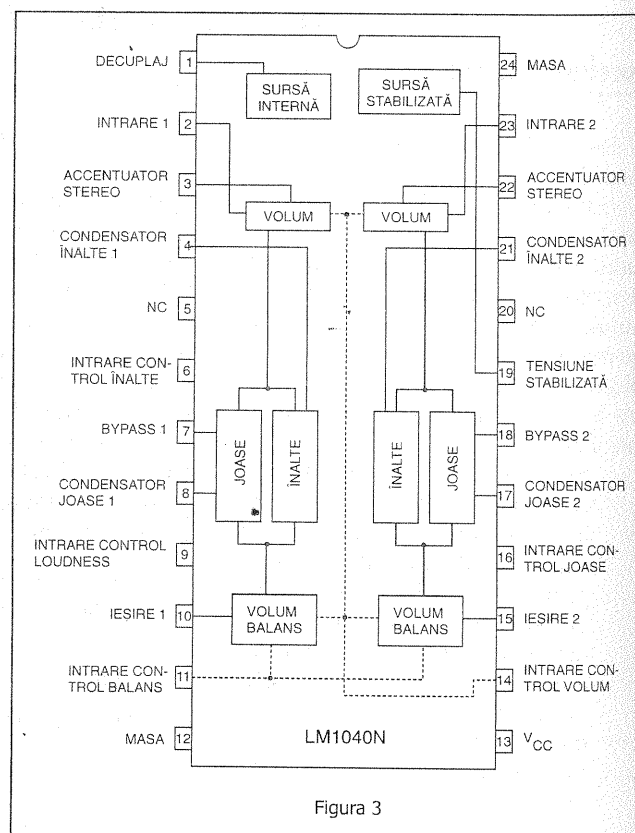 DECUPLAJ
1
SURSĂ
INTERNĂ
SURSĂ
STABILIZATĂ
24
MASA
INTRARE 1
2
23
INTRARE 2
ACCENTUATOR
STEREO
3
VOLUM
VOLUM
22
ACCENTUATOR
STEREO
CONDENSATOR
ÎNALTE 1
4
21
CONDENSATOR
ÎNALTE 2
NC
5
20
NC
INTRARE CON-
TROL ÎNALTE
6
19
TENSIUNE
STABILIZATĂ
BYPASS 1
7
JOASE
ÎNALTE
ÎNALTE
JOASE
18
BYPASS 2
CONDENSATOR
JOASE 1
8
17
CONDENSATOR
JOASE 2
INTRARE CONTROL
LOUDNESS
9
16
INTRARE CON-
TROL JOASE
IEȘIRE 1
10
VOLUM
BALANS
VOLUM
BALANS
15
IESIRE 2
INTRARE CON-
TROL BALANS
11
14
INTRARE CON-
TROL VOLUM
MASA
12
LM1040N
13
VCC
Figura 3